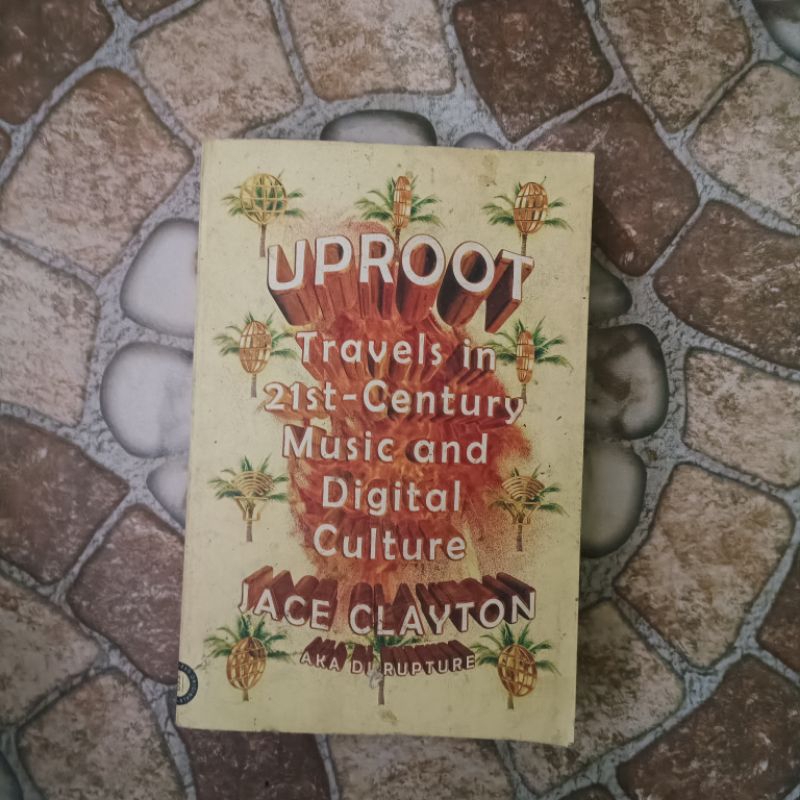 UPROOT
Travels in
21st-Century
Music and
Digital
Culture
JACE CLAYTON
AKA DJ RUPTURE